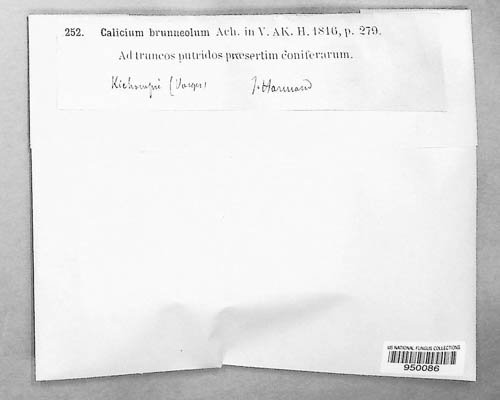 252. Calicium brunneolum Ach. in V. AK. H. 1816, p. 279.
Ad truncos putridos præsertim coniferarum.
(Vosges) J. Harmand
US NATIONAL FUNGUS COLLECTIONS
950086